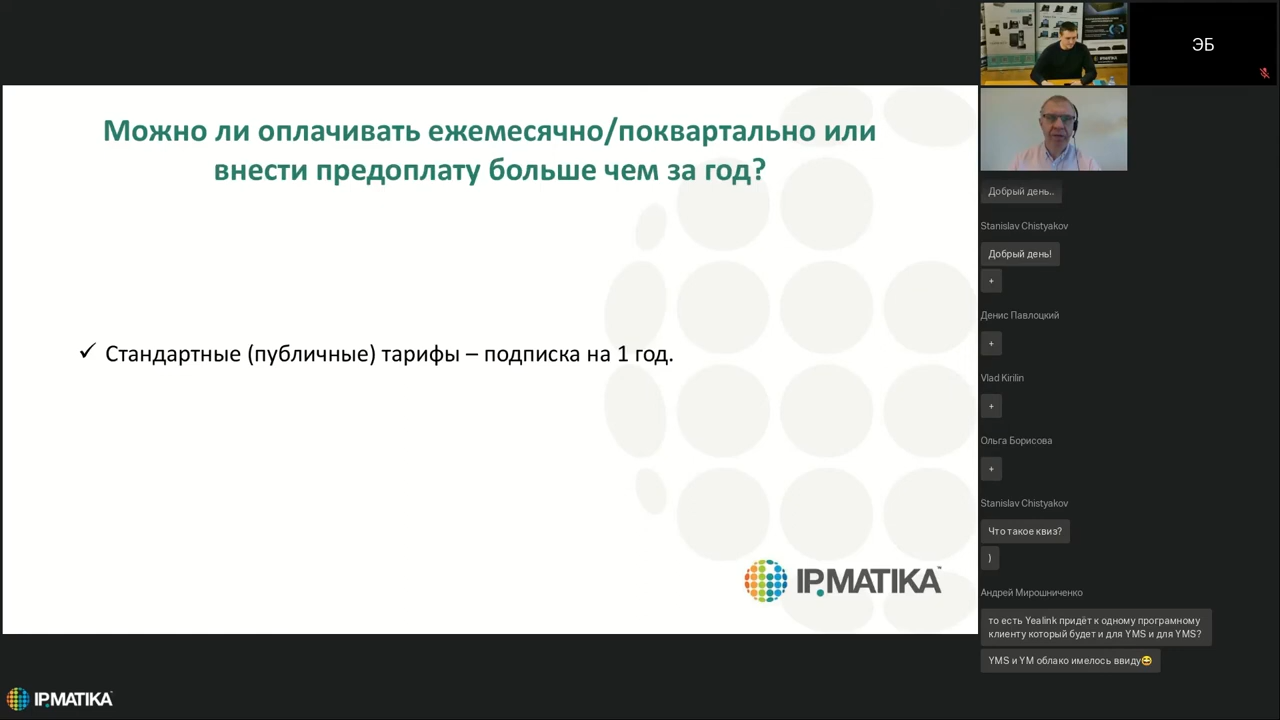 Можно ли оплачивать ежемесячно/поквартально или
внести предоплату больше чем за год?
✓ Стандартные (публичные) тарифы – подписка на 1 год.
IP.MATIKA™
IP.MATIKA
ЭБ
Добрый день..
Stanislav Chistyakov
Добрый день!
+
Денис Павлоцкий
+
Vlad Kirilin
+
Ольга Борисова
+
Stanislav Chistyakov
Что такое квиз?
)
Андрей Мирошниченко
то есть Yealink придёт к одному програмному
клиенту который будет и для YMS и для YMS?
YMS и YM облако имелось ввиду😂